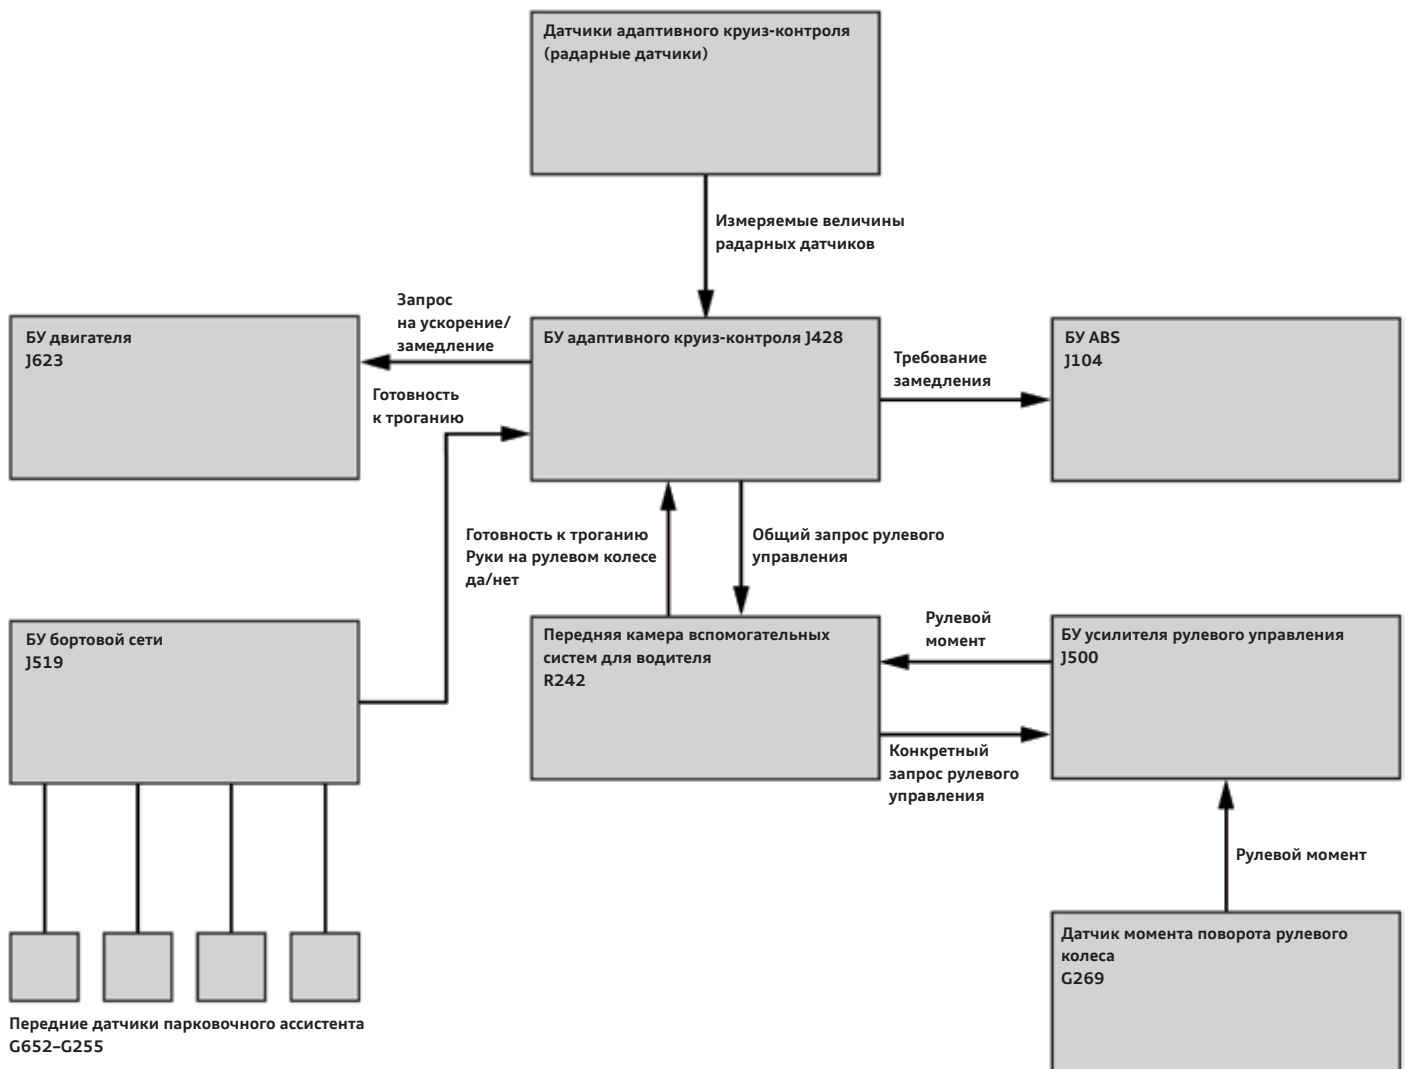 Датчики адаптивного круиз-контроля
(радарные датчики)
Измеряемые величины
радарных датчиков
Запрос
на ускорение/
замедление
БУ двигателя
J623
БУ адаптивного круиз-контроля J428
БУ ABS
J104
Требование
замедления
Готовность
к троганию
Готовность к троганию
Руки на рулевом колесе
да/нет
Общий запрос рулевого
управления
БУ бортовой сети
J519
Передняя камера вспомогательных
систем для водителя
R242
Рулевой
момент
БУ усилителя рулевого управления
J500
Конкретный
запрос рулевого
управления
Рулевой момент
Датчик момента поворота рулевого
колеса
G269
Передние датчики парковочного ассистента
G652–G255